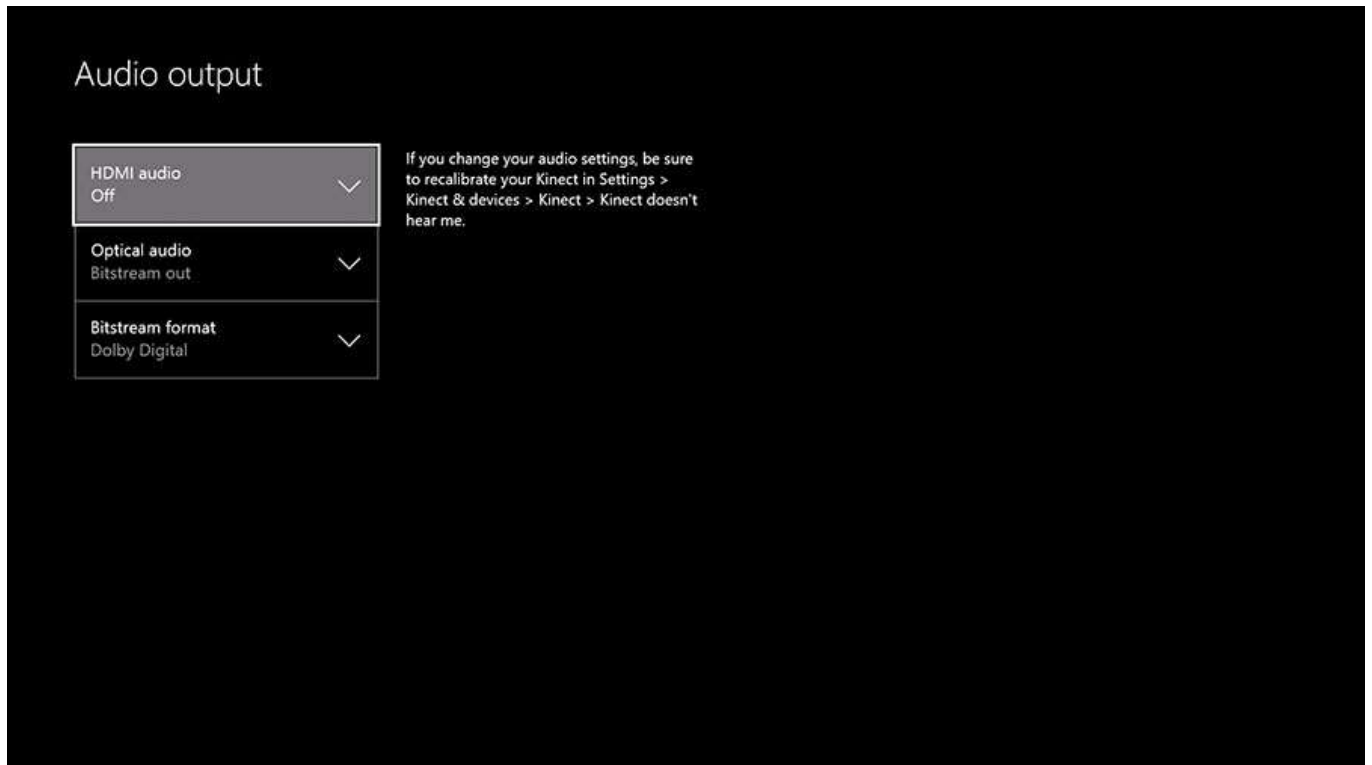 Audio output
HDMI audio
Off
If you change your audio settings, be sure
to recalibrate your Kinect in Settings >
Kinect & devices > Kinect > Kinect doesn't
hear me.
Optical audio
Bitstream out
Bitstream format
Dolby Digital